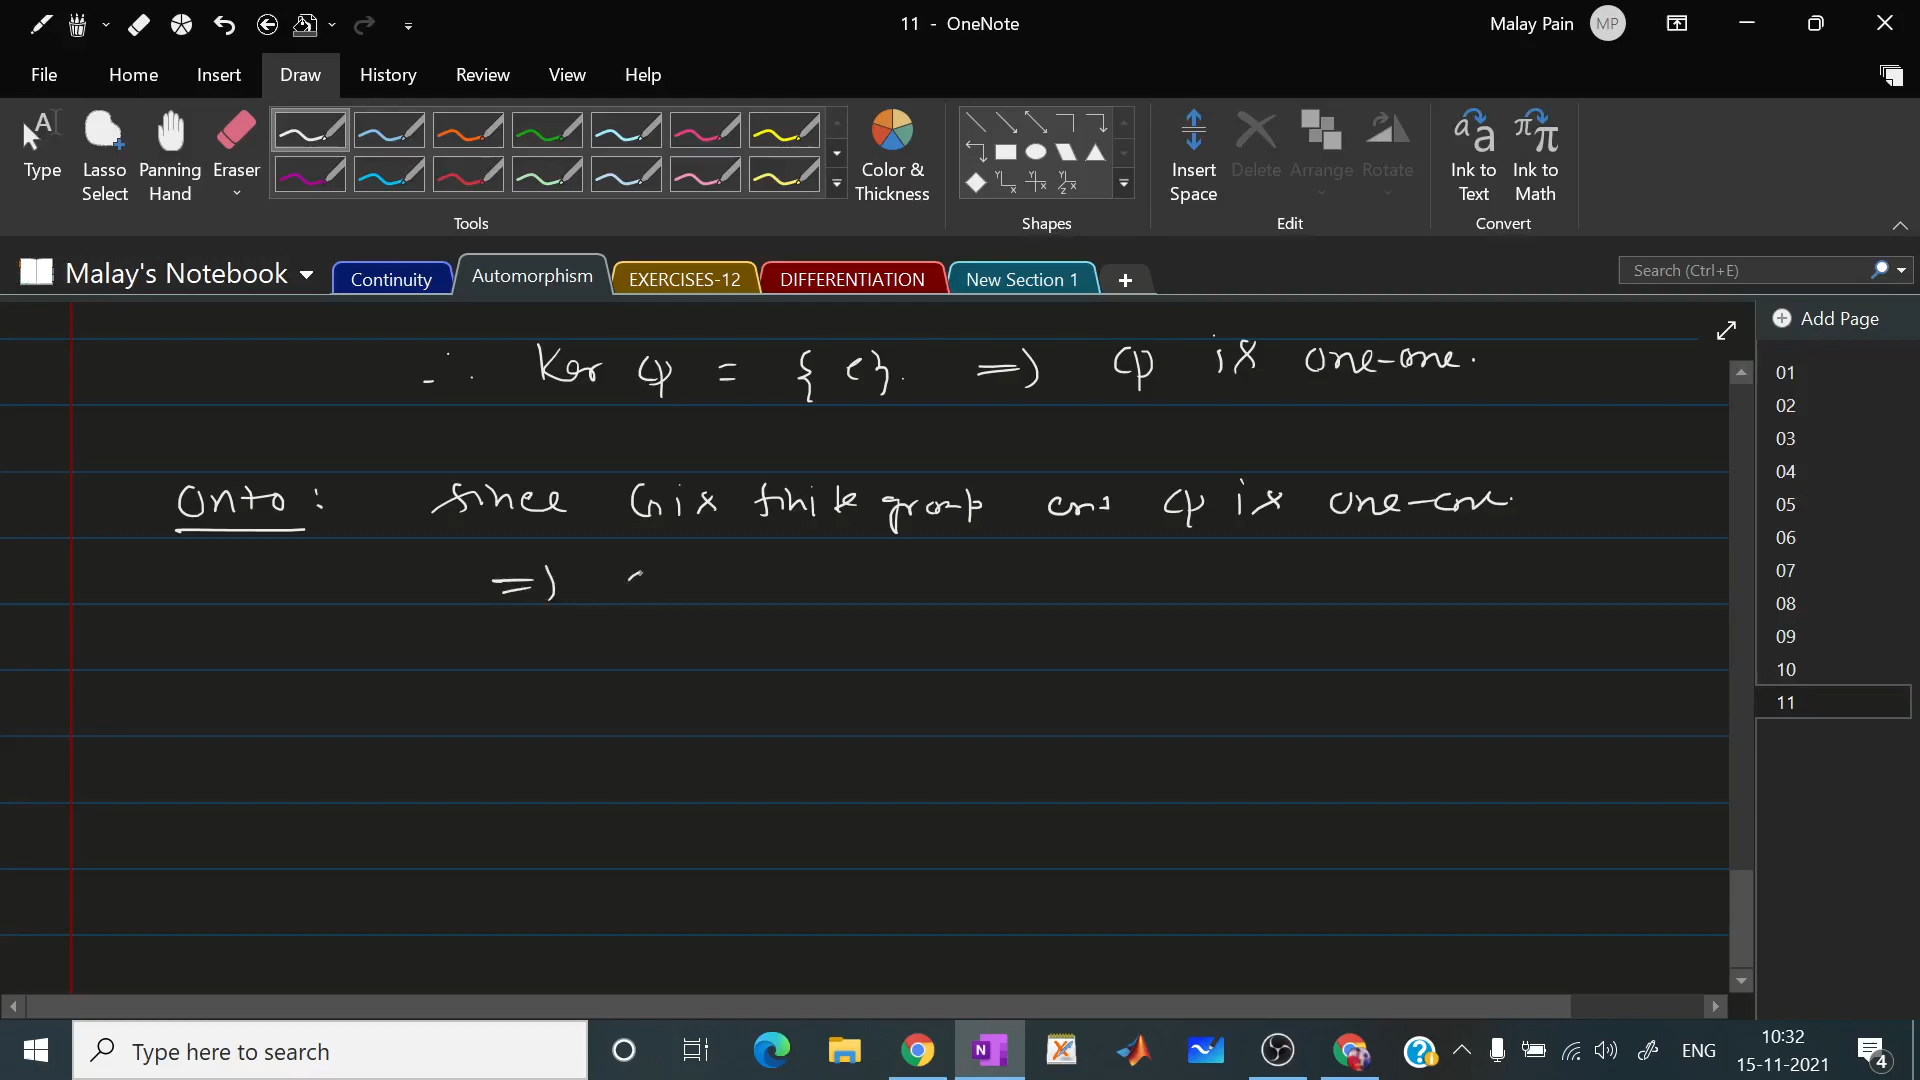 11 - OneNote
Malay Pain MP
File Home Insert Draw History Review View Help
Type Lasso Select Panning Hand Eraser Color & Thickness Insert Space Delete Arrange Rotate Ink to Text Ink to Math
Tools Shapes Edit Convert
Malay's Notebook Continuity Automorphism EXERCISES-12 DIFFERENTIATION New Section 1 + Search (Ctrl+E)
Add Page
∴ Ker φ = {e}. => φ is one-one.
Onto: Since G is finite group and φ is one-one.
=>
01
02
03
04
05
06
07
08
09
10
11
Type here to search
ENG
10:32
15-11-2021
4